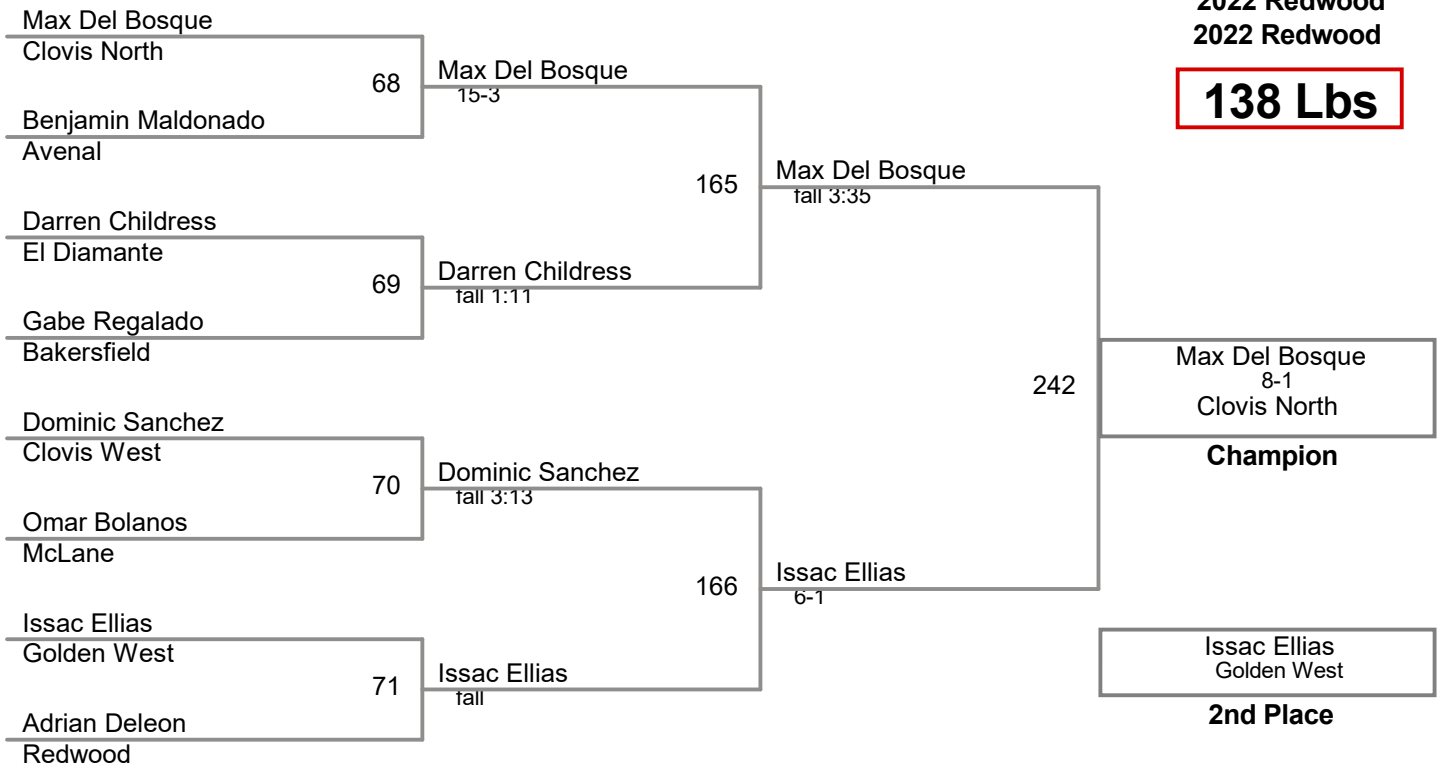 2022 Redwood
2022 Redwood
138 Lbs
Max Del Bosque
Clovis North
68
Benjamin Maldonado
Avenal
Darren Childress
El Diamante
69
Gabe Regalado
Bakersfield
Dominic Sanchez
Clovis West
70
Omar Bolanos
McLane
Issac Ellias
Golden West
71
Adrian Deleon
Redwood
Max Del Bosque
15-3
165
Darren Childress
fall 1:11
Dominic Sanchez
fall 3:13
166
Issac Ellias
fall
Max Del Bosque
fall 3:35
242
Issac Ellias
6-1
Max Del Bosque
8-1
Clovis North
Champion
Issac Ellias
Golden West
2nd Place